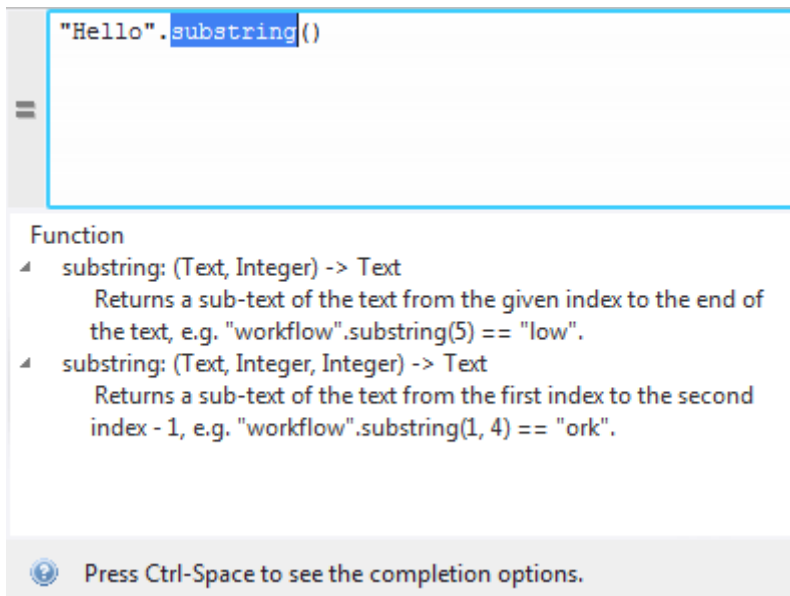 "Hello".substring()
=
Function
substring: (Text, Integer) -> Text
Returns a sub-text of the text from the given index to the end of
the text, e.g. "workflow".substring(5) == "low".
substring: (Text, Integer, Integer) -> Text
Returns a sub-text of the text from the first index to the second
index - 1, e.g. "workflow".substring(1, 4) == "ork".
Press Ctrl-Space to see the completion options.